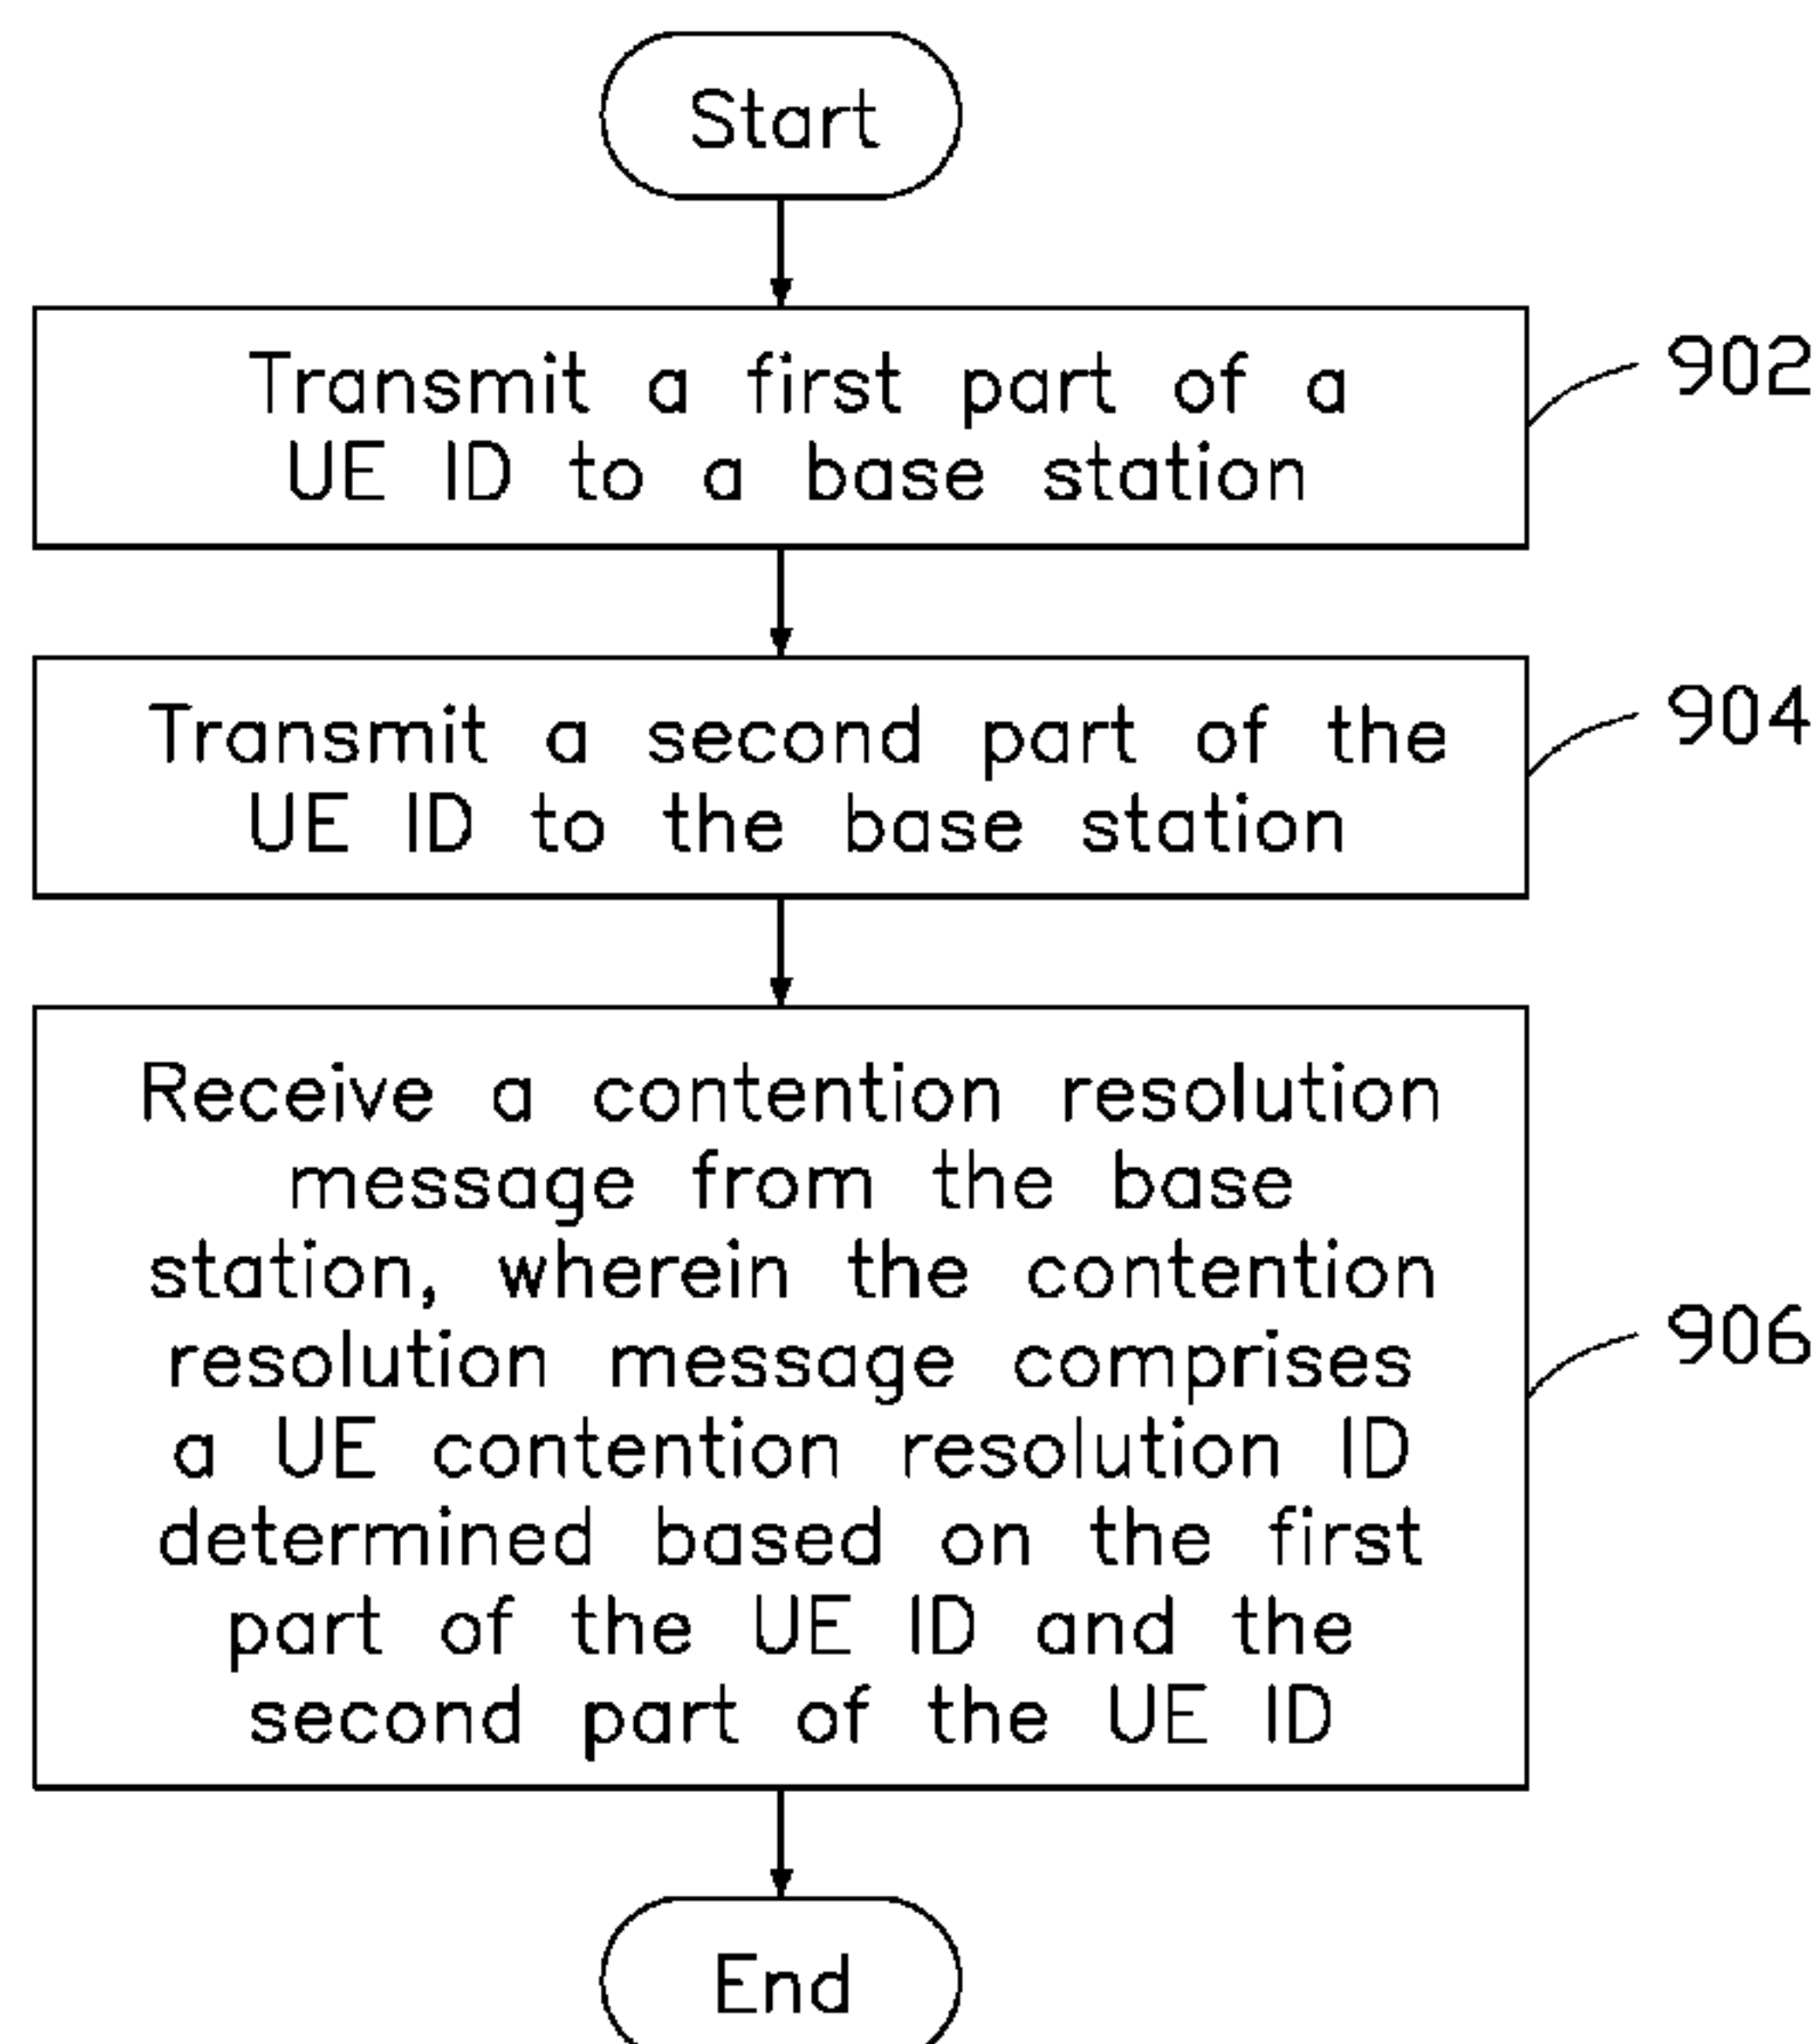 Start
Transmit a first part of a
UE ID to a base station
902
Transmit a second part of the
UE ID to the base station
904
Receive a contention resolution
message from the base
station, wherein the contention
resolution message comprises
a UE contention resolution ID
determined based on the first
part of the UE ID and the
second part of the UE ID
906
End